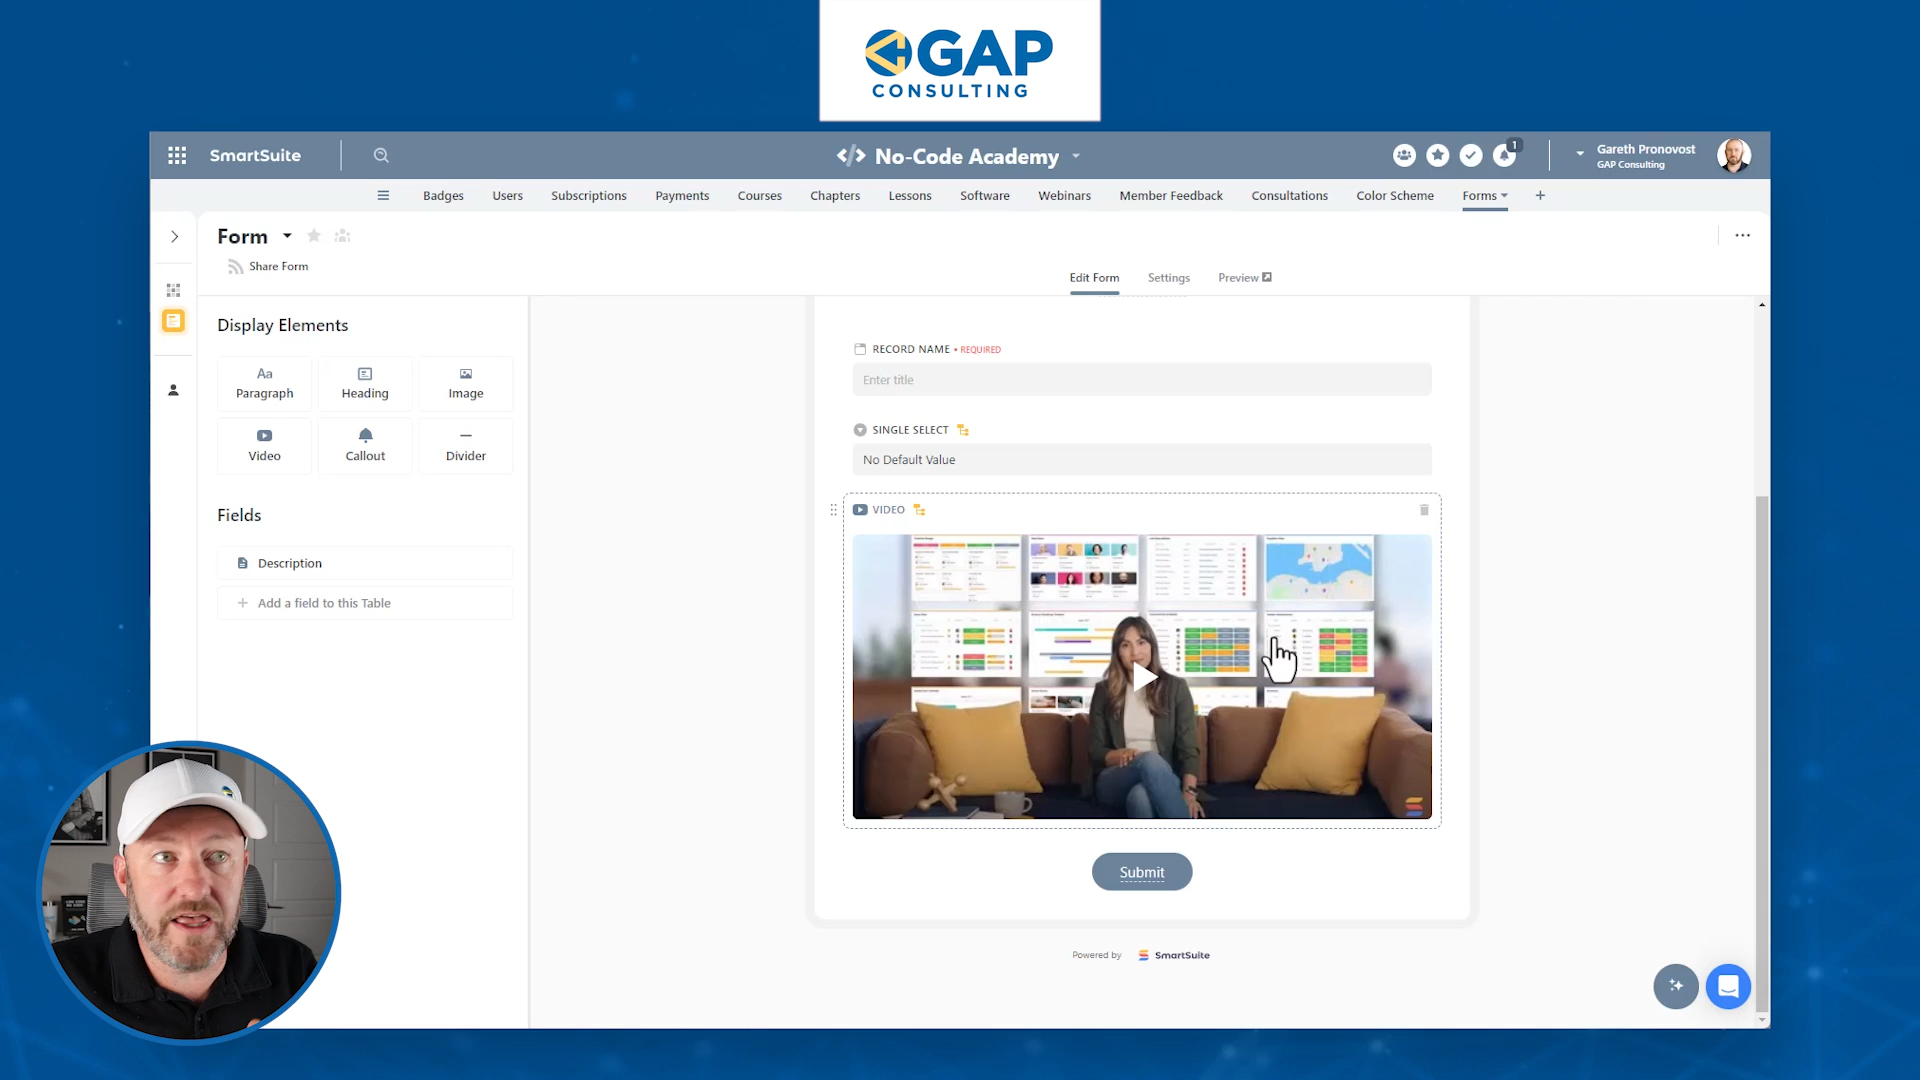 GAP
CONSULTING
SmartSuite
No-Code Academy
1
Gareth Pronovost
GAP Consulting
Badges
Users
Subscriptions
Payments
Courses
Chapters
Lessons
Software
Webinars
Member Feedback
Consultations
Color Scheme
Forms
Form
Share Form
Edit Form
Settings
Preview
Display Elements
Aa
Paragraph
Heading
Image
Video
Callout
Divider
Fields
Description
Add a field to this Table
RECORD NAME • REQUIRED
Enter title
SINGLE SELECT
No Default Value
VIDEO
Submit
Powered by SmartSuite